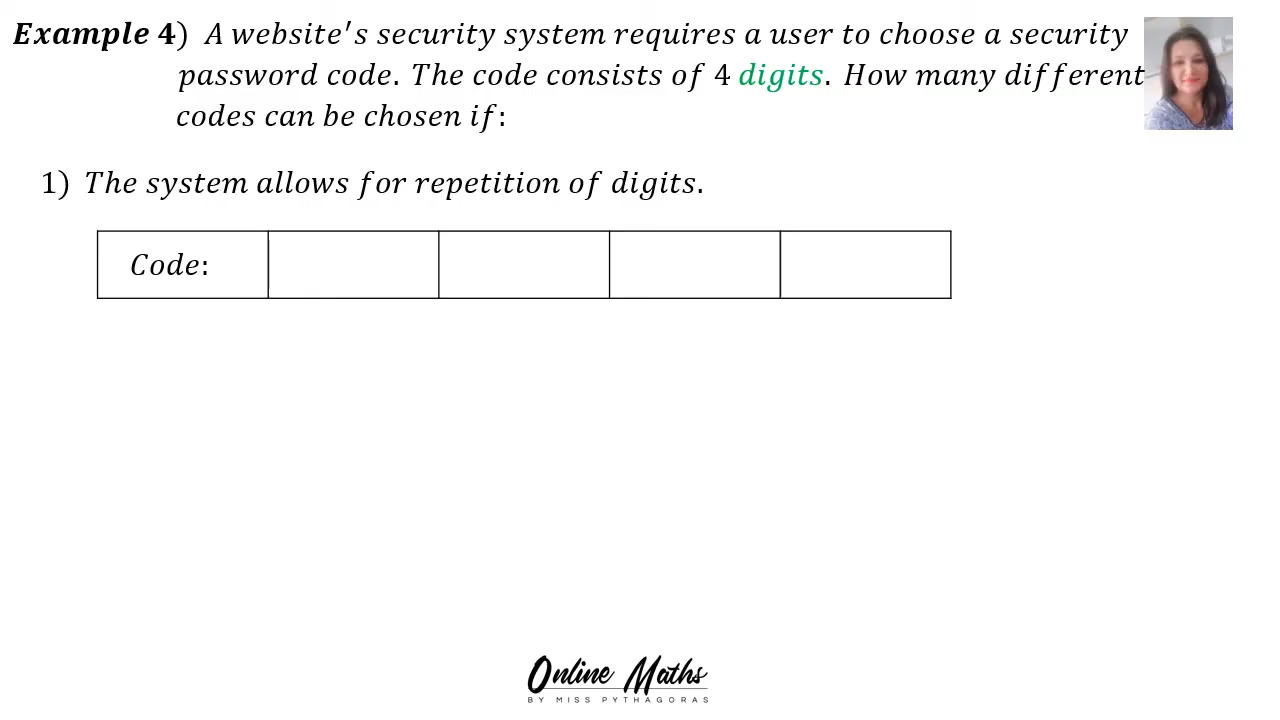 Example 4) A website's security system requires a user to choose a security
password code. The code consists of 4 digits. How many different
codes can be chosen if:
1) The system allows for repetition of digits.
Code:
Online Maths
BY MISS PYTHAGORAS